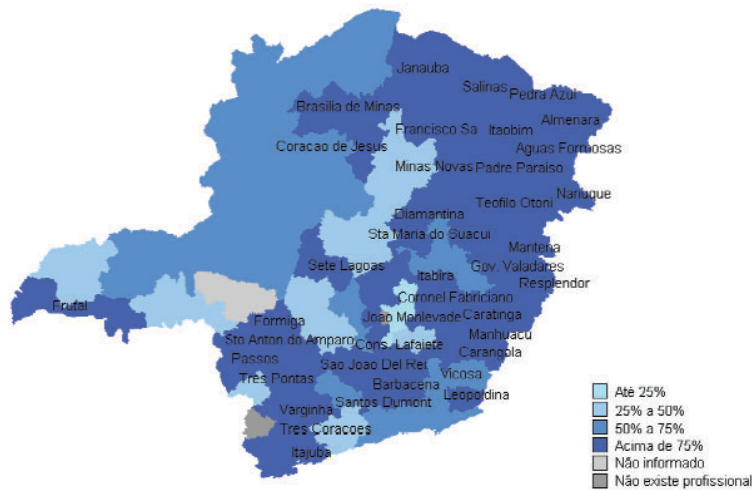 Janauba
Salinas
Pedra Azul
Brasilia de Minas
Almenara
Francisco Sa
Itaobim
Coracao de Jesus
Aguas Formosas
Minas Novas
Padre Paraiso
Nanuque
Teofilo Otoni
Diamantina
Sta Maria do Suacui
Mantena
Sete Lagoas
Gov. Valadares
Itabira
Resplendor
Coronel Fabriciano
Frutal
Joao Monlevade
Caratinga
Formiga
Manhuacu
Sto Anton do Amparo
Cons. Lafaiete
Carangola
Passos
Sao Joao Del Rei
Tres Pontas
Barbacena
Vicosa
Santos Dumont
Leopoldina
Varginha
Tres Coracoes
Itajuba
Até 25%
25% a 50%
50% a 75%
Acima de 75%
Não informado
Não existe profissional